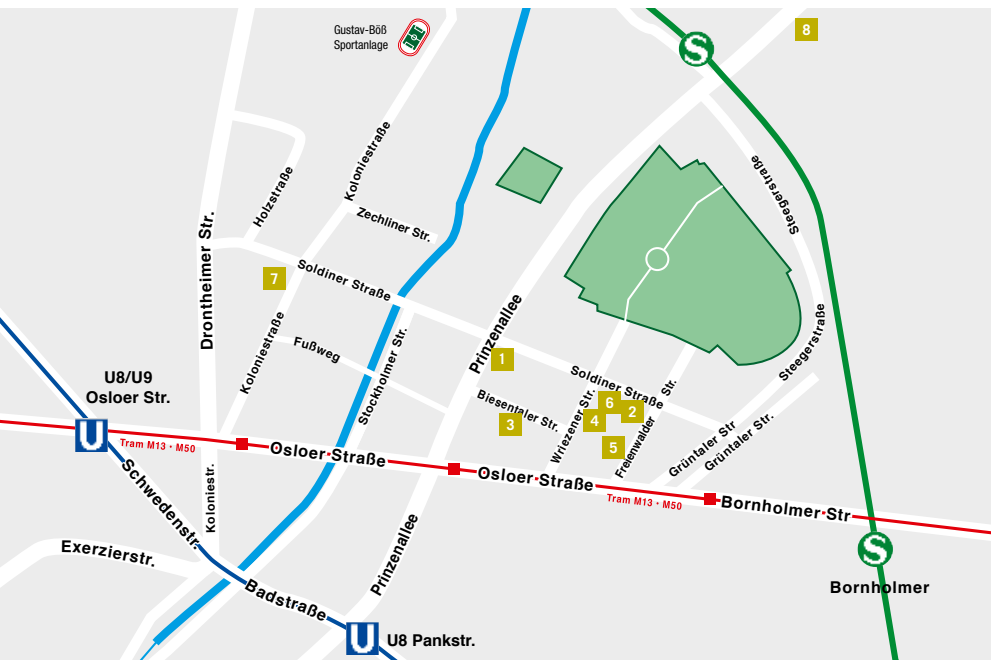 Gustav-Böß
Sportanlage
8
S
Koloniestraße
Steegerstraße
Holzstraße
Zechliner Str.
Drontheimer Str.
7
Soldiner Straße
Prinzenallee
Koloniestraße
Fußweg
Stockholmer Str.
1
Steegerstraße
U8/U9
Osloer Str.
U
Soldiner Straße
Biesentaler Str.
3
Wriezener Str.
6
2
4
5
Freienwalder Str.
Grüntaler Str
Grüntaler Str.
Tram M13 • M50
Osloer Straße
Osloer Straße
Tram M13 • M50
Bornholmer Str
Schwedenstr.
Koloniestr.
Exerzierstr.
Prinzenallee
S
Bornholmer
Badstraße
U
U8 Pankstr.